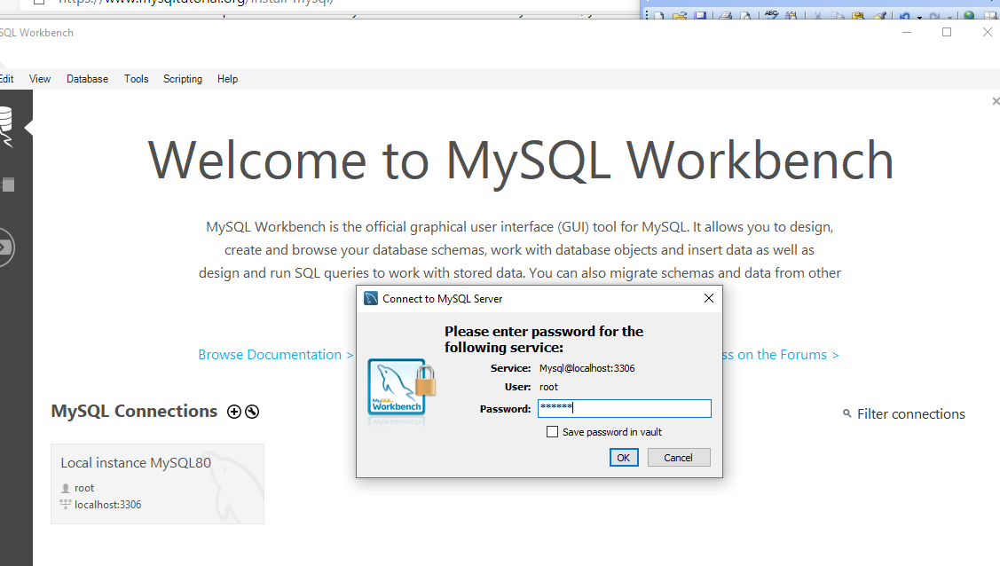 https://www.mysqltutorial.org/install-mysql/
SQL Workbench
Edit View Database Tools Scripting Help
Welcome to MySQL Workbench
MySQL Workbench is the official graphical user interface (GUI) tool for MySQL. It allows you to design,
create and browse your database schemas, work with database objects and insert data as well as
design and run SQL queries to work with stored data. You can also migrate schemas and data from other
Connect to MySQL Server
Please enter password for the
following service:
Service: Mysql@localhost:3306
User: root
Password: ******
Save password in vault
OK Cancel
MySQL
Workbench
Browse Documentation >
ss on the Forums >
MySQL Connections
Filter connections
Local instance MySQL80
root
localhost:3306